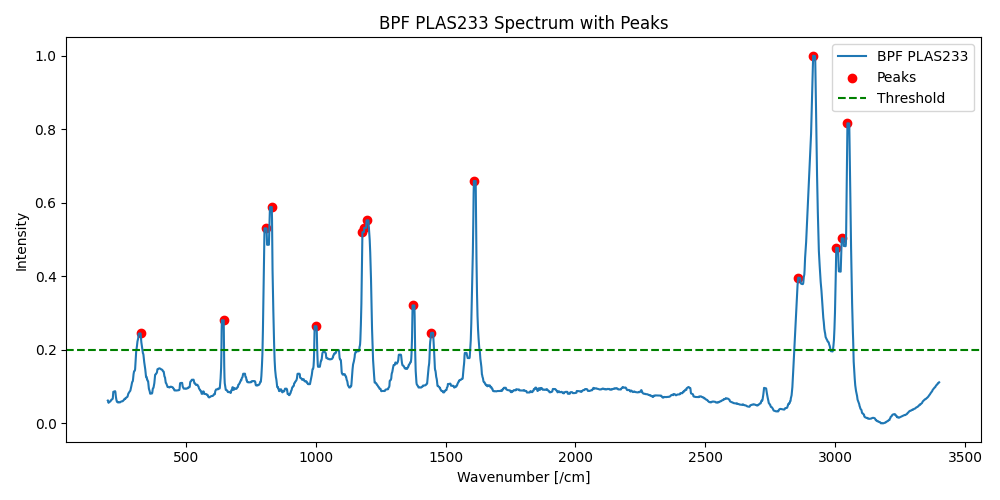 BPF PLAS233 Spectrum with Peaks
BPF PLAS233
Peaks
Threshold
Intensity
1.0
0.8
0.6
0.4
0.2
0.0
500 1000 1500 2000 2500 3000 3500
Wavenumber [/cm]